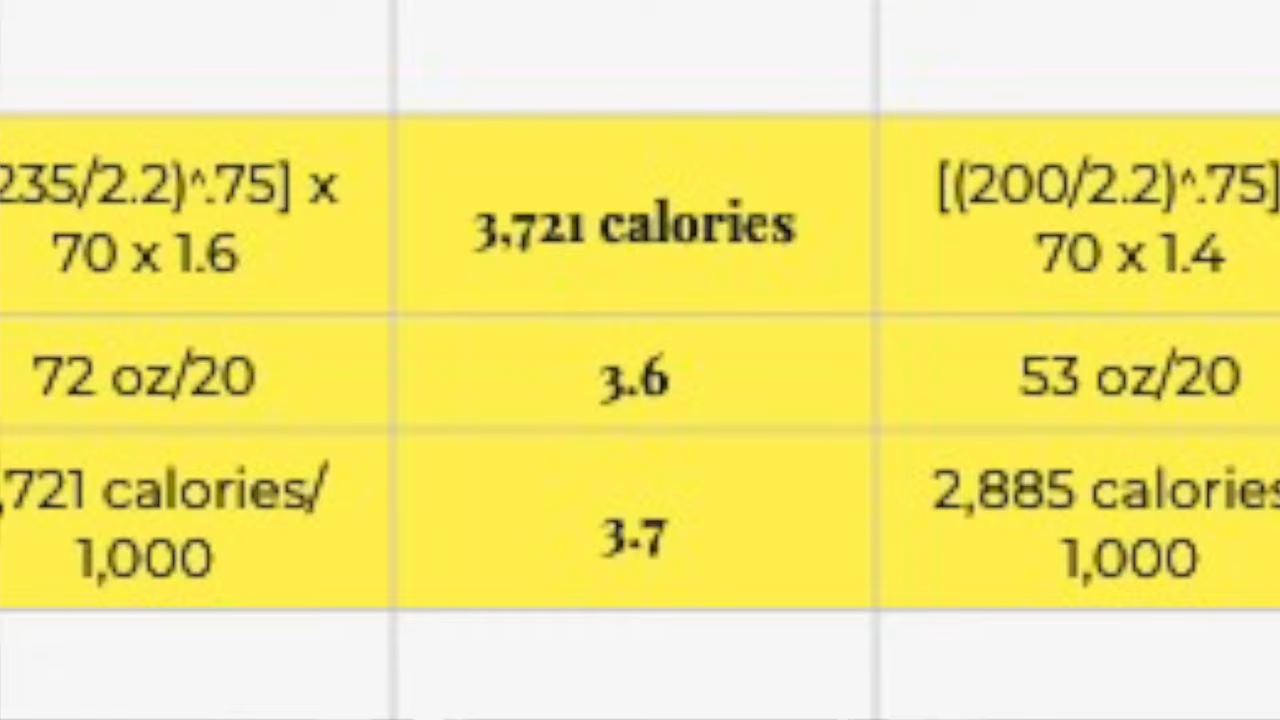 235/2.2)^.75] x
70 x 1.6
3,721 calories
[(200/2.2)^.75]
70 x 1.4
72 oz/20
3.6
53 oz/20
,721 calories/
1,000
3.7
2,885 calories
1,000